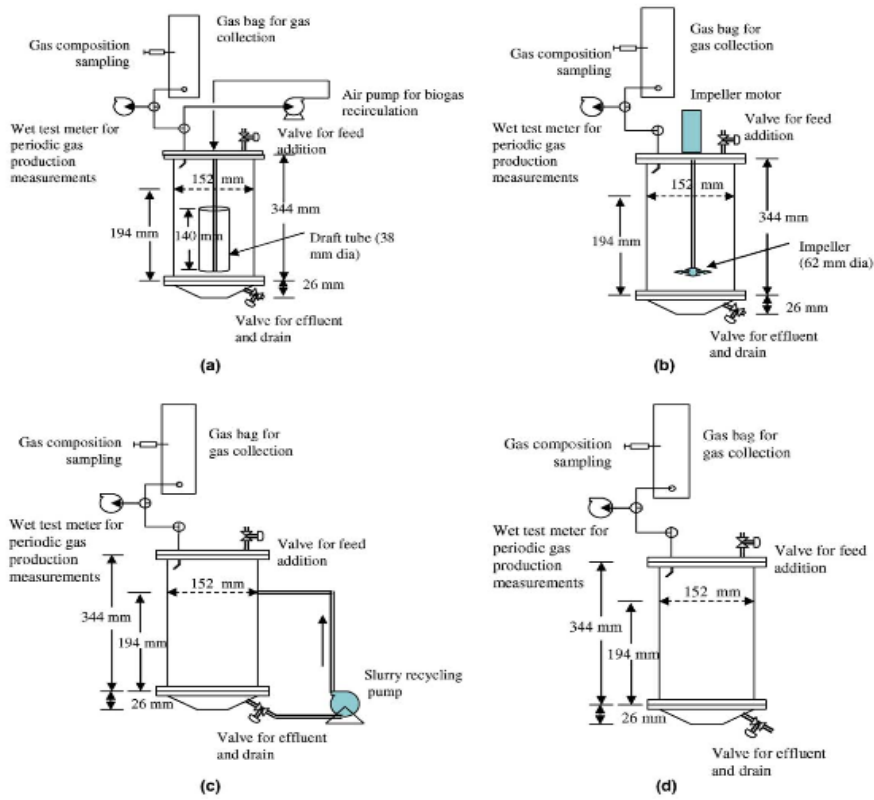 Gas bag for gas
collection
Gas composition
sampling
Air pump for biogas
recirculation
Wet test meter for
periodic gas
production
measurements
Valve for feed
addition
152 mm
344 mm
194 mm
140 mm
Draft tube (38
mm dia)
26 mm
Valve for effluent
and drain
(a)
Gas bag for
gas collection
Gas composition
sampling
Impeller motor
Wet test meter for
periodic gas
production
measurements
Valve for feed
addition
152 mm
344 mm
194 mm
Impeller
(62 mm dia)
26 mm
Valve for effluent
and drain
(b)
Gas composition
sampling
Gas bag for
gas collection
Wet test meter for
periodic gas
production
measurements
Valve for feed
addition
152 mm
344 mm
194 mm
Slurry recycling
pump
26 mm
Valve for effluent
and drain
(c)
Gas composition
sampling
Gas bag for
gas collection
Wet test meter for
periodic gas
production
measurements
Valve for feed
addition
152 mm
344 mm
194 mm
26 mm
Valve for effluent
and drain
(d)